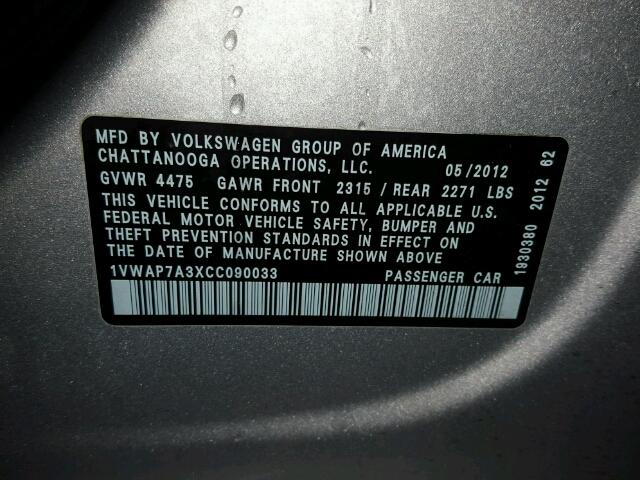 MFD BY VOLKSWAGEN GROUP OF AMERICA
CHATTANOOGA OPERATIONS, LLC. 05/2012
GVWR 4475 GAWR FRONT 2315 / REAR 2271 LBS
THIS VEHICLE CONFORMS TO ALL APPLICABLE U.S.
FEDERAL MOTOR VEHICLE SAFETY, BUMPER AND
THEFT PREVENTION STANDARDS IN EFFECT ON
THE DATE OF MANUFACTURE SHOWN ABOVE
1VWAP7A3XCC090033 PASSENGER CAR
1930380 2012 62